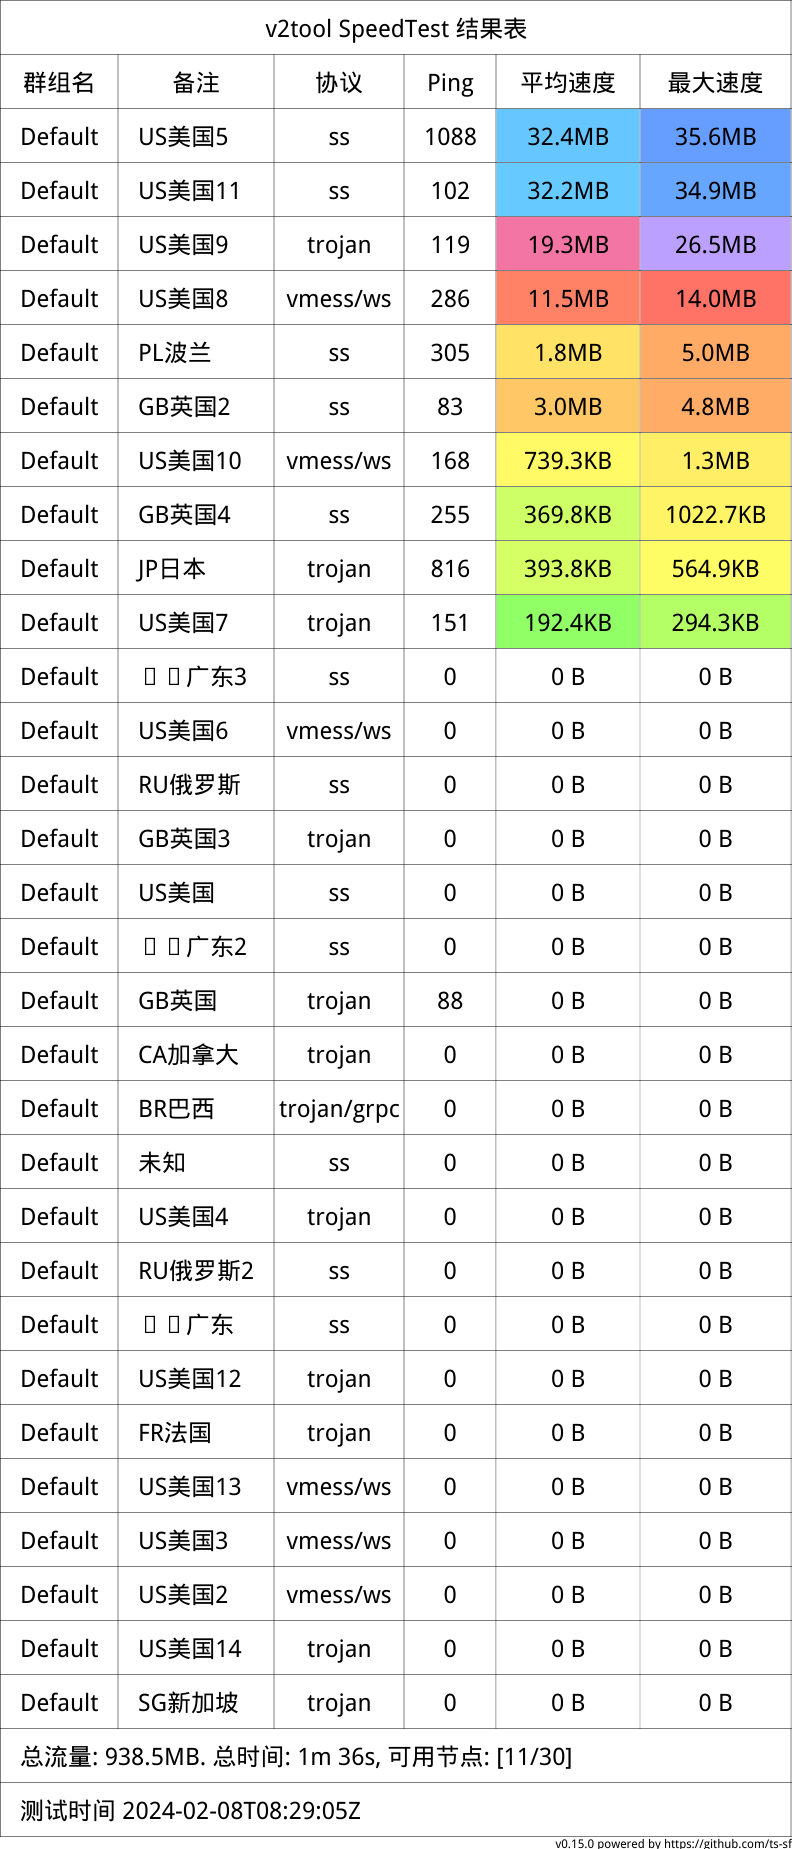 v2tool SpeedTest 结果表
群组名 备注 协议 Ping 平均速度 最大速度
Default US美国5 ss 1088 32.4MB 35.6MB
Default US美国11 ss 102 32.2MB 34.9MB
Default US美国9 trojan 119 19.3MB 26.5MB
Default US美国8 vmess/ws 286 11.5MB 14.0MB
Default PL波兰 ss 305 1.8MB 5.0MB
Default GB英国2 ss 83 3.0MB 4.8MB
Default US美国10 vmess/ws 168 739.3KB 1.3MB
Default GB英国4 ss 255 369.8KB 1022.7KB
Default JP日本 trojan 816 393.8KB 564.9KB
Default US美国7 trojan 151 192.4KB 294.3KB
Default 广东3 ss 0 0 B 0 B
Default US美国6 vmess/ws 0 0 B 0 B
Default RU俄罗斯 ss 0 0 B 0 B
Default GB英国3 trojan 0 0 B 0 B
Default US美国 ss 0 0 B 0 B
Default 广东2 ss 0 0 B 0 B
Default GB英国 trojan 88 0 B 0 B
Default CA加拿大 trojan 0 0 B 0 B
Default BR巴西 trojan/grpc 0 0 B 0 B
Default 未知 ss 0 0 B 0 B
Default US美国4 trojan 0 0 B 0 B
Default RU俄罗斯2 ss 0 0 B 0 B
Default 广东 ss 0 0 B 0 B
Default US美国12 trojan 0 0 B 0 B
Default FR法国 trojan 0 0 B 0 B
Default US美国13 vmess/ws 0 0 B 0 B
Default US美国3 vmess/ws 0 0 B 0 B
Default US美国2 vmess/ws 0 0 B 0 B
Default US美国14 trojan 0 0 B 0 B
Default SG新加坡 trojan 0 0 B 0 B
总流量: 938.5MB. 总时间: 1m 36s, 可用节点: [11/30]
测试时间 2024-02-08T08:29:05Z
v0.15.0 powered by https://github.com/ts-sf